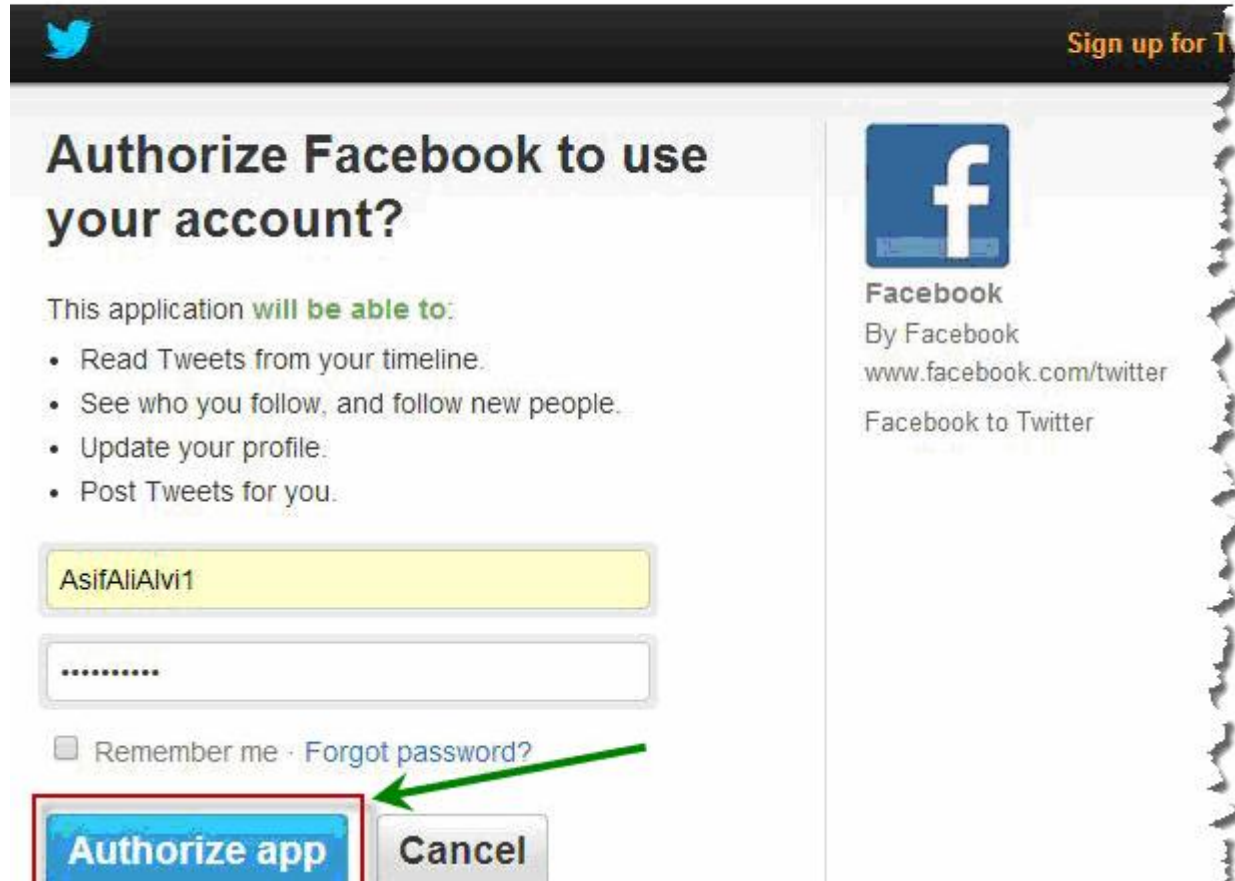 Sign up for T
Authorize Facebook to use
your account?
This application will be able to:
• Read Tweets from your timeline.
• See who you follow, and follow new people.
• Update your profile.
• Post Tweets for you.
AsifAliAlvi1
••••••••••
Remember me · Forgot password?
Authorize app
Cancel
f
Facebook
By Facebook
www.facebook.com/twitter
Facebook to Twitter